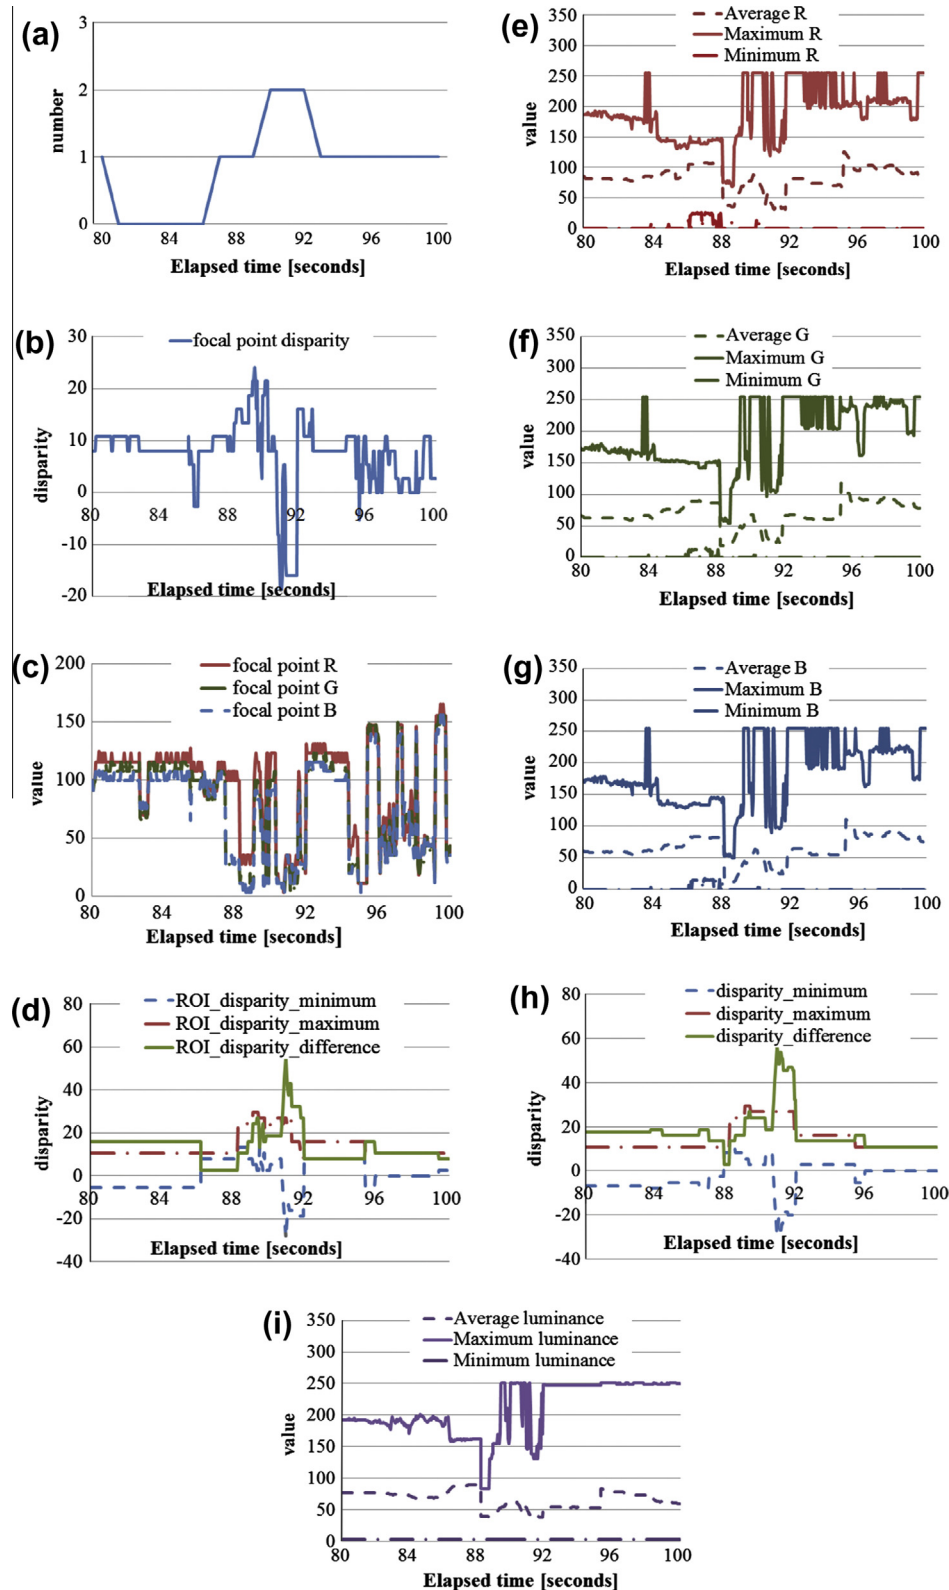 (a)
3
2
1
0
number
80 84 88 92 96 100
Elapsed time [seconds]
(b)
focal point disparity
30
20
10
0
-10
-20
disparity
80 84 88 92 96 100
Elapsed time [seconds]
(c)
focal point R
focal point G
focal point B
200
150
100
50
0
value
80 84 88 92 96 100
Elapsed time [seconds]
(d)
ROI_disparity_minimum
ROI_disparity_maximum
ROI_disparity_difference
80
60
40
20
0
-20
-40
disparity
80 84 88 92 96 100
Elapsed time [seconds]
(e)
Average R
Maximum R
Minimum R
350
300
250
200
150
100
50
0
value
80 84 88 92 96 100
Elapsed time [seconds]
(f)
Average G
Maximum G
Minimum G
350
300
250
200
150
100
50
0
value
80 84 88 92 96 100
Elapsed time [seconds]
(g)
Average B
Maximum B
Minimum B
350
300
250
200
150
100
50
0
value
80 84 88 92 96 100
Elapsed time [seconds]
(h)
disparity_minimum
disparity_maximum
disparity_difference
80
60
40
20
0
-20
-40
disparity
80 84 88 92 96 100
Elapsed time [seconds]
(i)
Average luminance
Maximum luminance
Minimum luminance
350
300
250
200
150
100
50
0
value
80 84 88 92 96 100
Elapsed time [seconds]